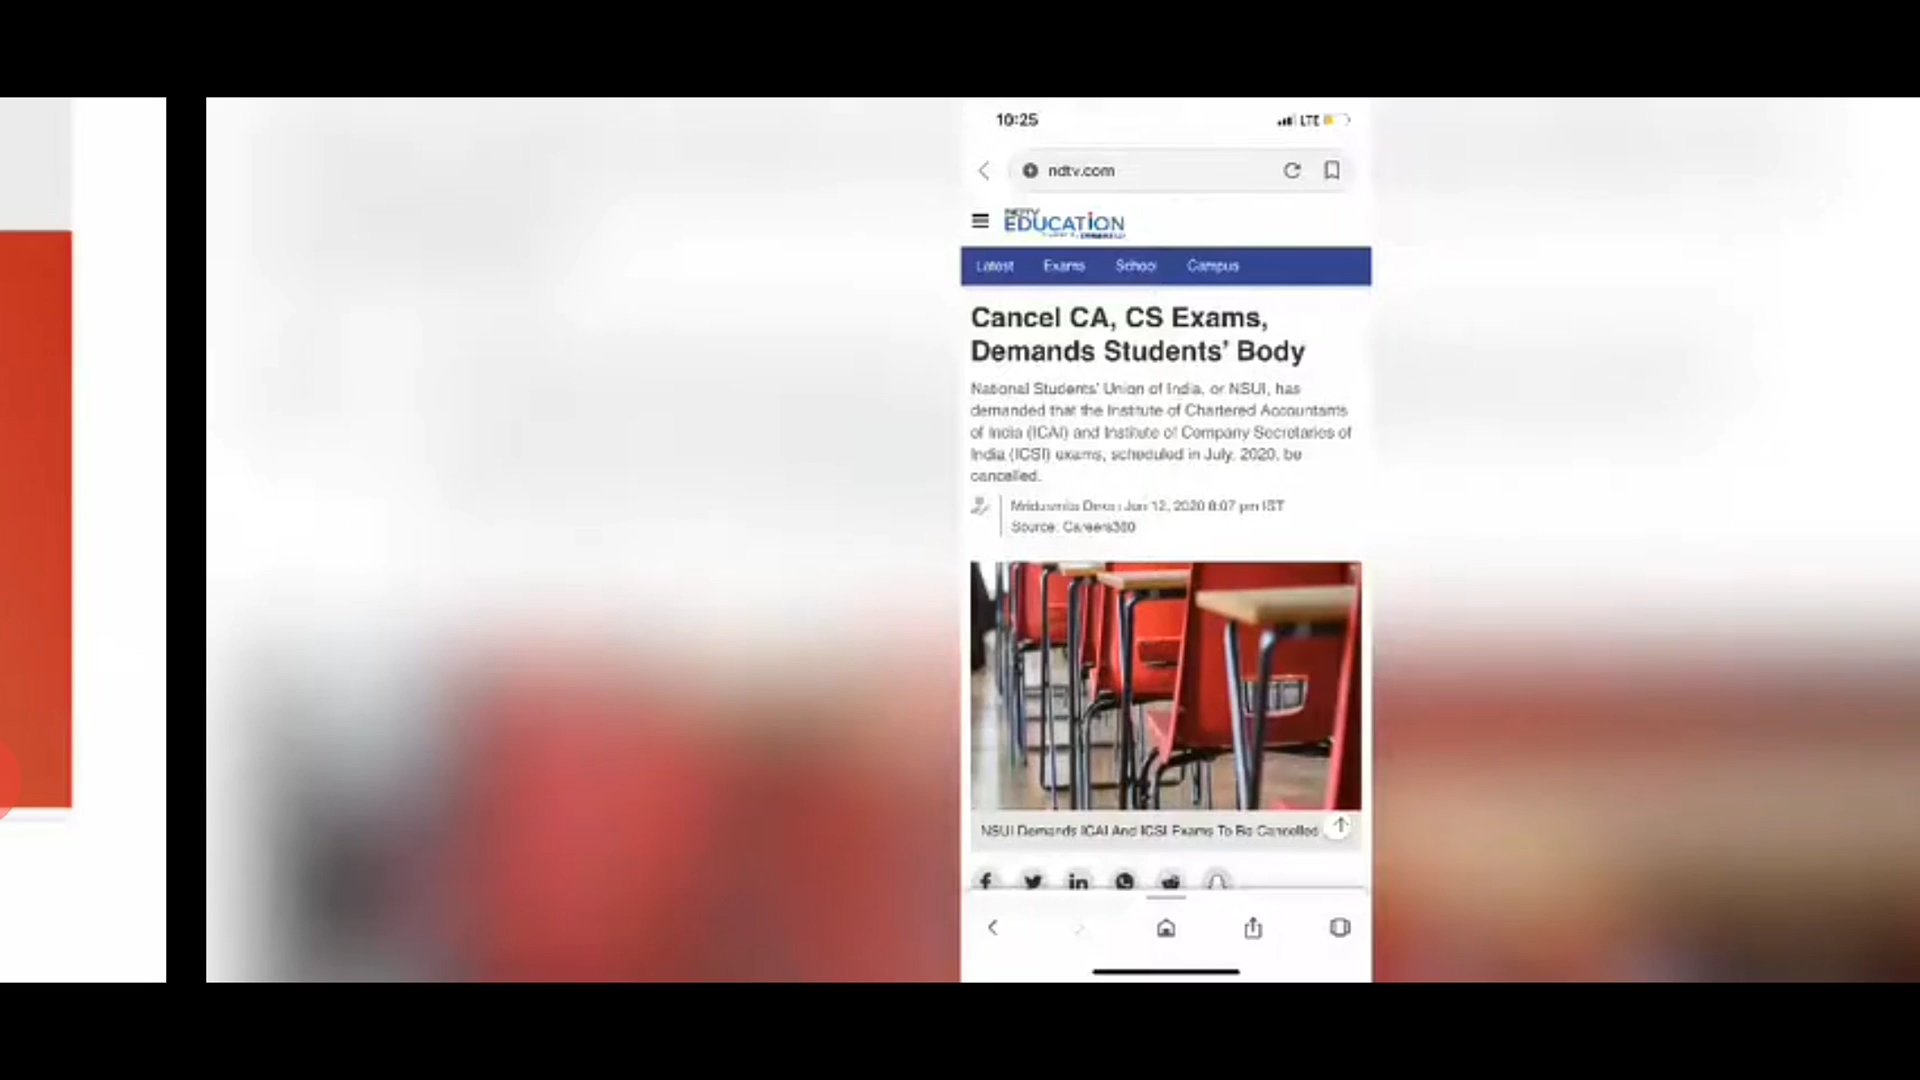 10:25
LTE
ndtv.com
NDTV
EDUCATION
Latest Exams School Campus
Cancel CA, CS Exams,
Demands Students' Body
National Students' Union of India, or NSUI, has
demanded that the Institute of Chartered Accountants
of India (ICAI) and Institute of Company Secretaries of
India (ICSI) exams, scheduled in July, 2020, be
cancelled.
12, 2020 8:07 pm IST
Source: Careers360
NSUI Demands ICAI And ICSI Exams To Be Cancelled